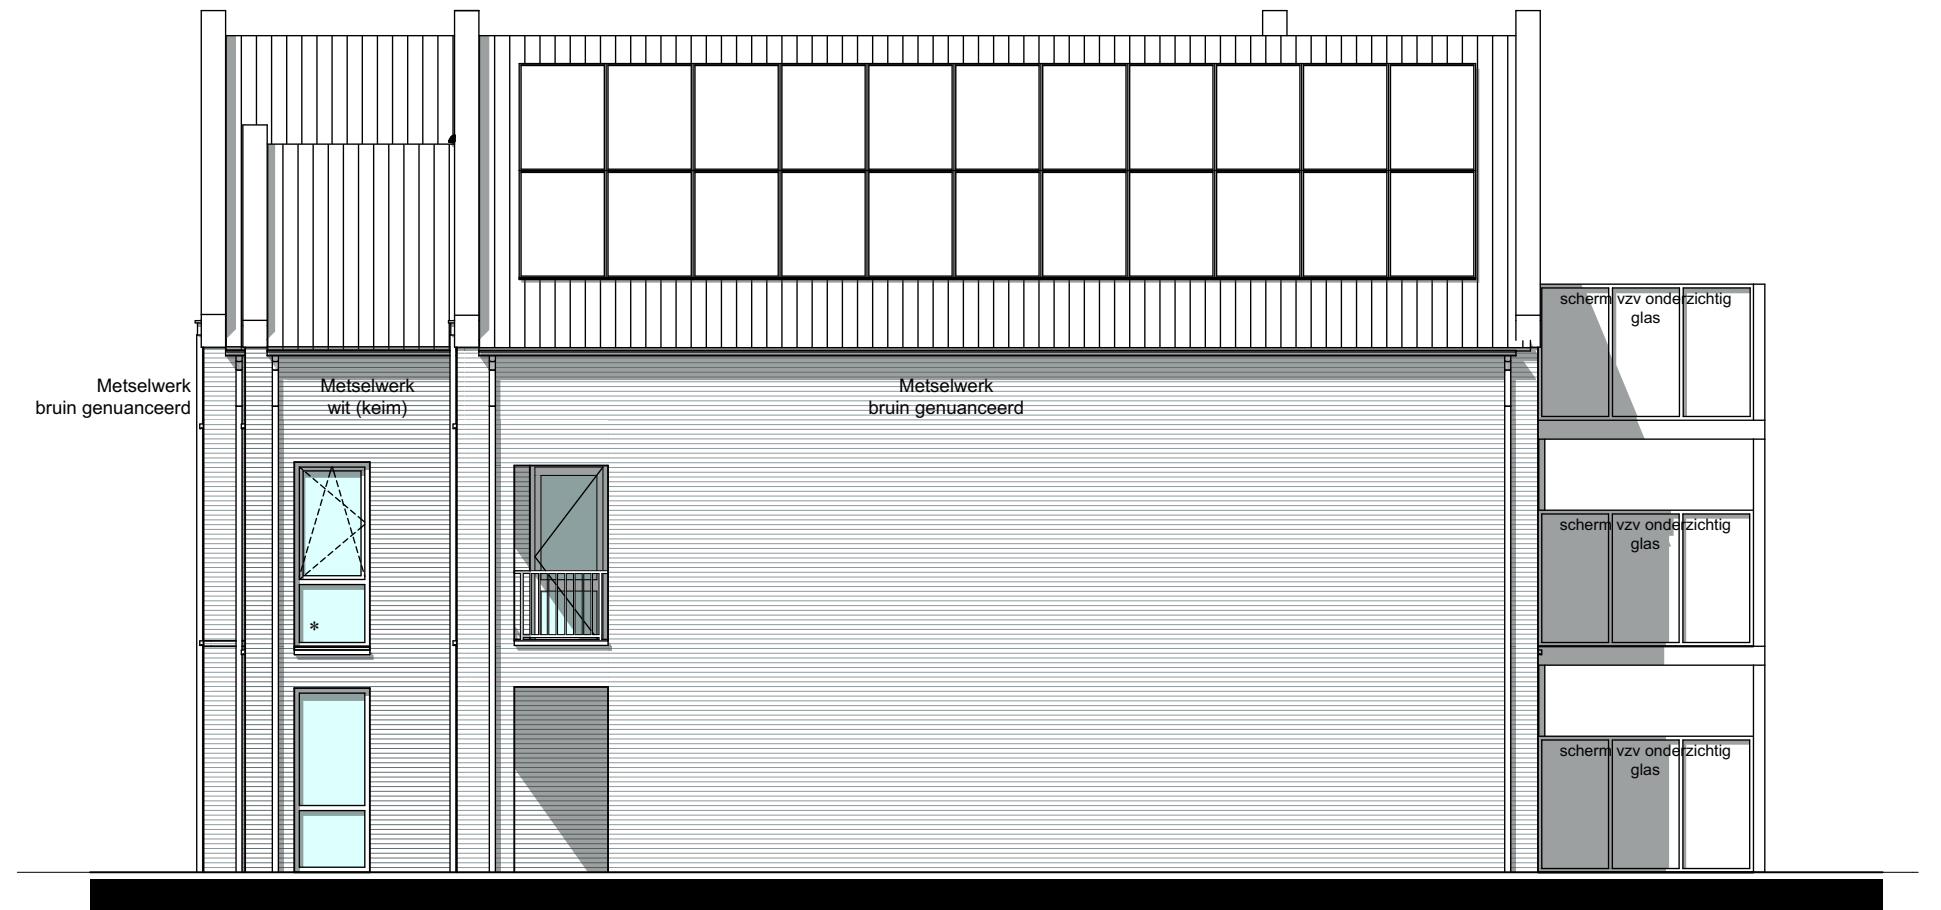 scherm vzv onderzichtig
glas
Metselwerk
bruin genuanceerd
Metselwerk
wit (keim)
Metselwerk
bruin genuanceerd
scherm vzv onderzichtig
glas
*
scherm vzv onderzichtig
glas